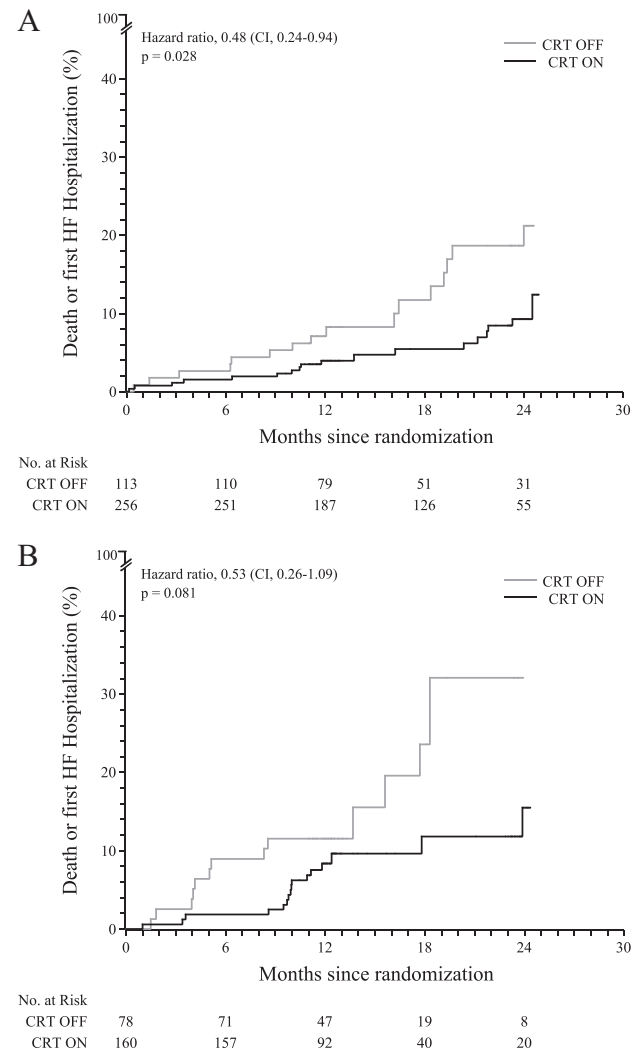 A
100
Hazard ratio, 0.48 (CI, 0.24-0.94)
p = 0.028
CRT OFF
CRT ON
Death or first HF Hospitalization (%)
40
30
20
10
0
0 6 12 18 24 30
Months since randomization
No. at Risk
CRT OFF 113 110 79 51 31
CRT ON 256 251 187 126 55
B
100
Hazard ratio, 0.53 (CI, 0.26-1.09)
p = 0.081
CRT OFF
CRT ON
Death or first HF Hospitalization (%)
40
30
20
10
0
0 6 12 18 24 30
Months since randomization
No. at Risk
CRT OFF 78 71 47 19 8
CRT ON 160 157 92 40 20